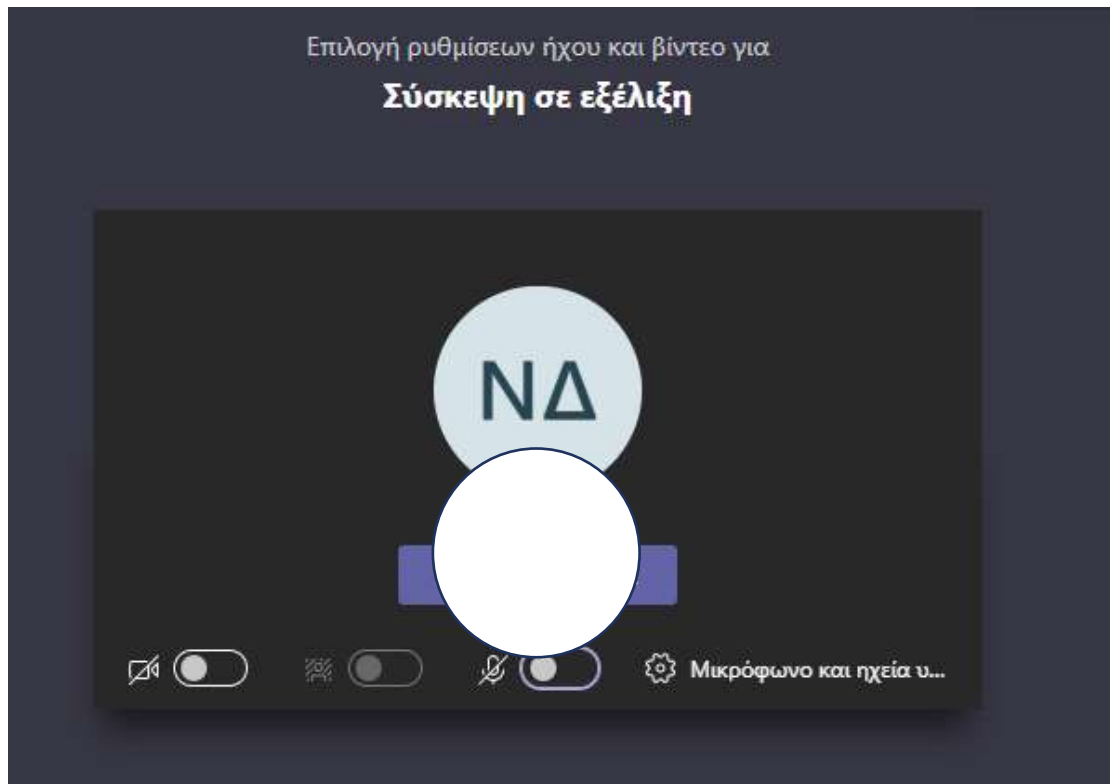 Επιλογή ρυθμίσεων ήχου και βίντεο για
Σύσκεψη σε εξέλιξη
ΝΔ
Μικρόφωνο και ηχεία υ...